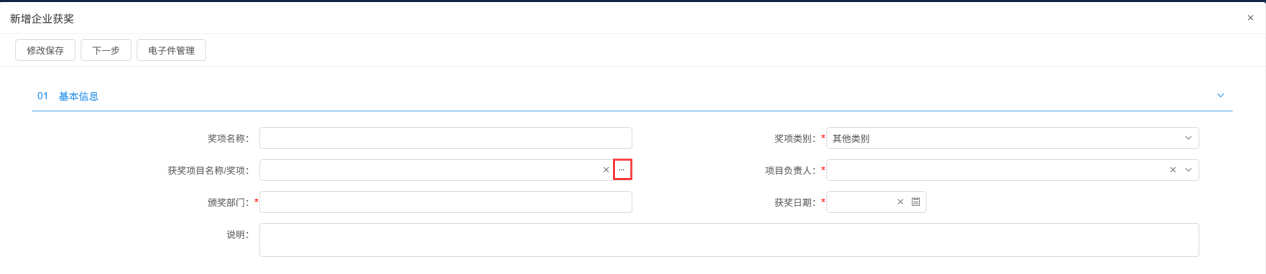 新增企业获奖
修改保存 下一步 电子件管理
01 基本信息
奖项名称: 奖项类别: * 其他类别
获奖项目名称/奖项: 项目负责人: *
颁奖部门: * 获奖日期: *
说明: